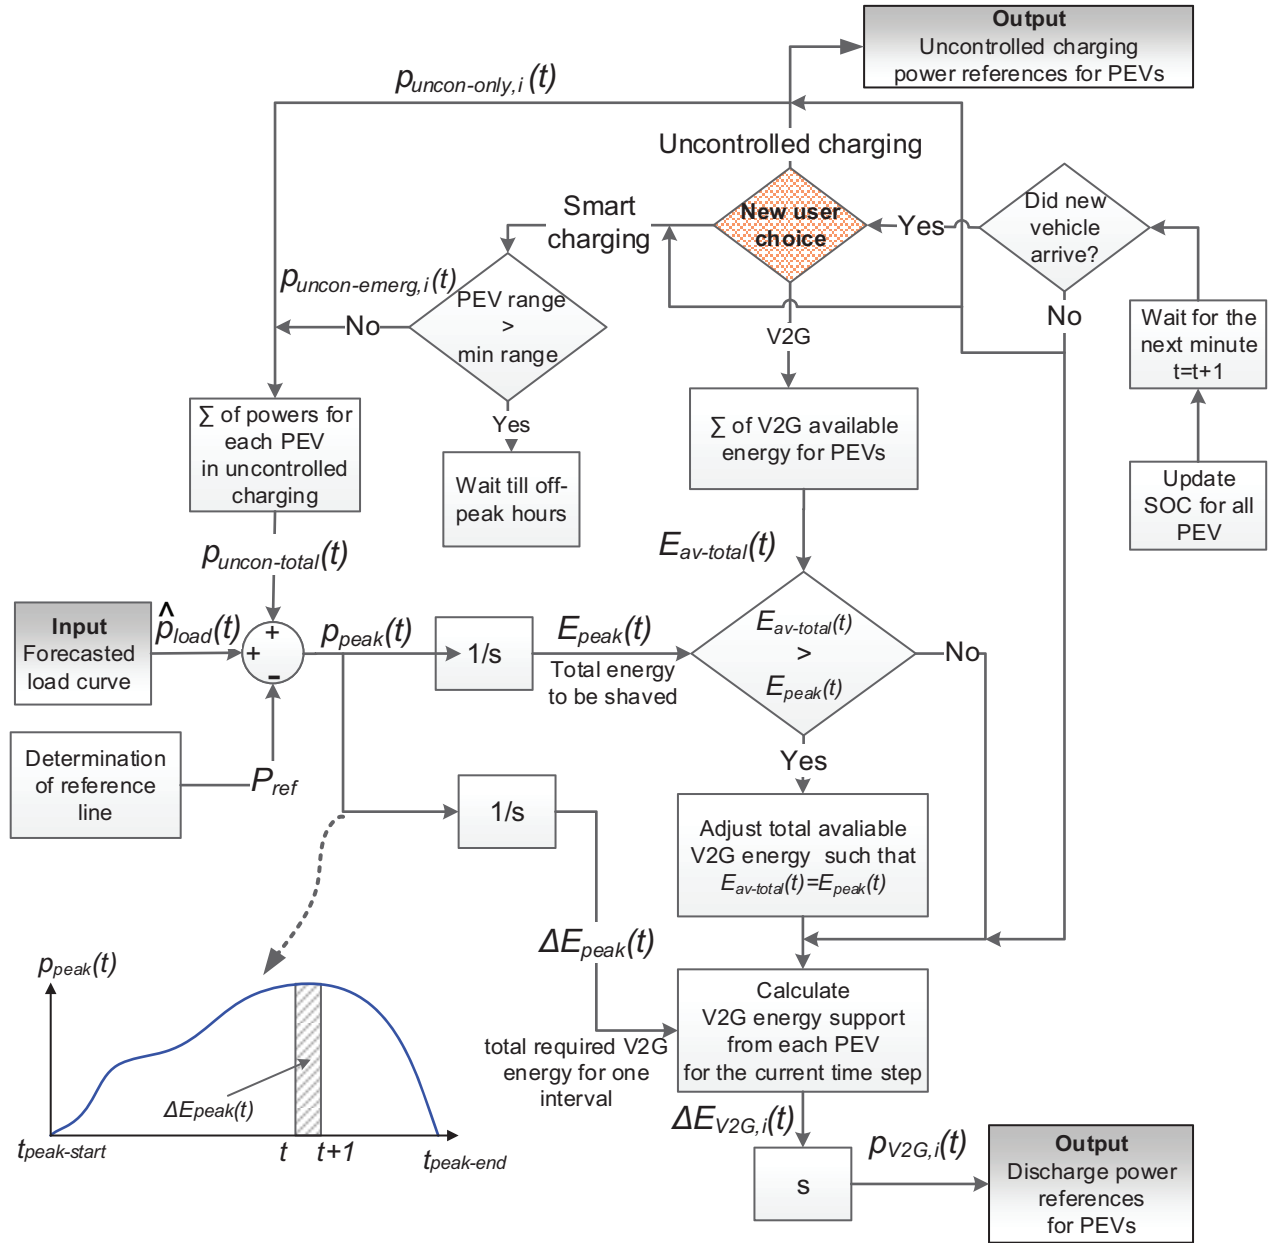 Output
Uncontrolled charging
power references for PEVs
p_uncon-only,i(t)
Uncontrolled charging
Smart
charging
New user
choice
Yes
Did new
vehicle
arrive?
p_uncon-emerg,i(t)
PEV range
>
min range
No
V2G
No
Wait for the
next minute
t=t+1
Yes
∑ of powers for
each PEV
in uncontrolled
charging
∑ of V2G available
energy for PEVs
Wait till off-
peak hours
Update
SOC for all
PEV
p_uncon-total(t)
E_av-total(t)
Input
Forecasted
load curve
p̂_load(t)
+
+
-
p_peak(t)
1/s
E_peak(t)
Total energy
to be shaved
E_av-total(t)
>
E_peak(t)
No
Determination
of reference
line
P_ref
Yes
1/s
Adjust total avaliable
V2G energy such that
E_av-total(t)=E_peak(t)
ΔE_peak(t)
p_peak(t)
Calculate
V2G energy support
from each PEV
for the current time step
total required V2G
energy for one
interval
ΔE_peak(t)
t_peak-start
t
t+1
t_peak-end
ΔE_V2G,i(t)
s
p_V2G,i(t)
Output
Discharge power
references
for PEVs